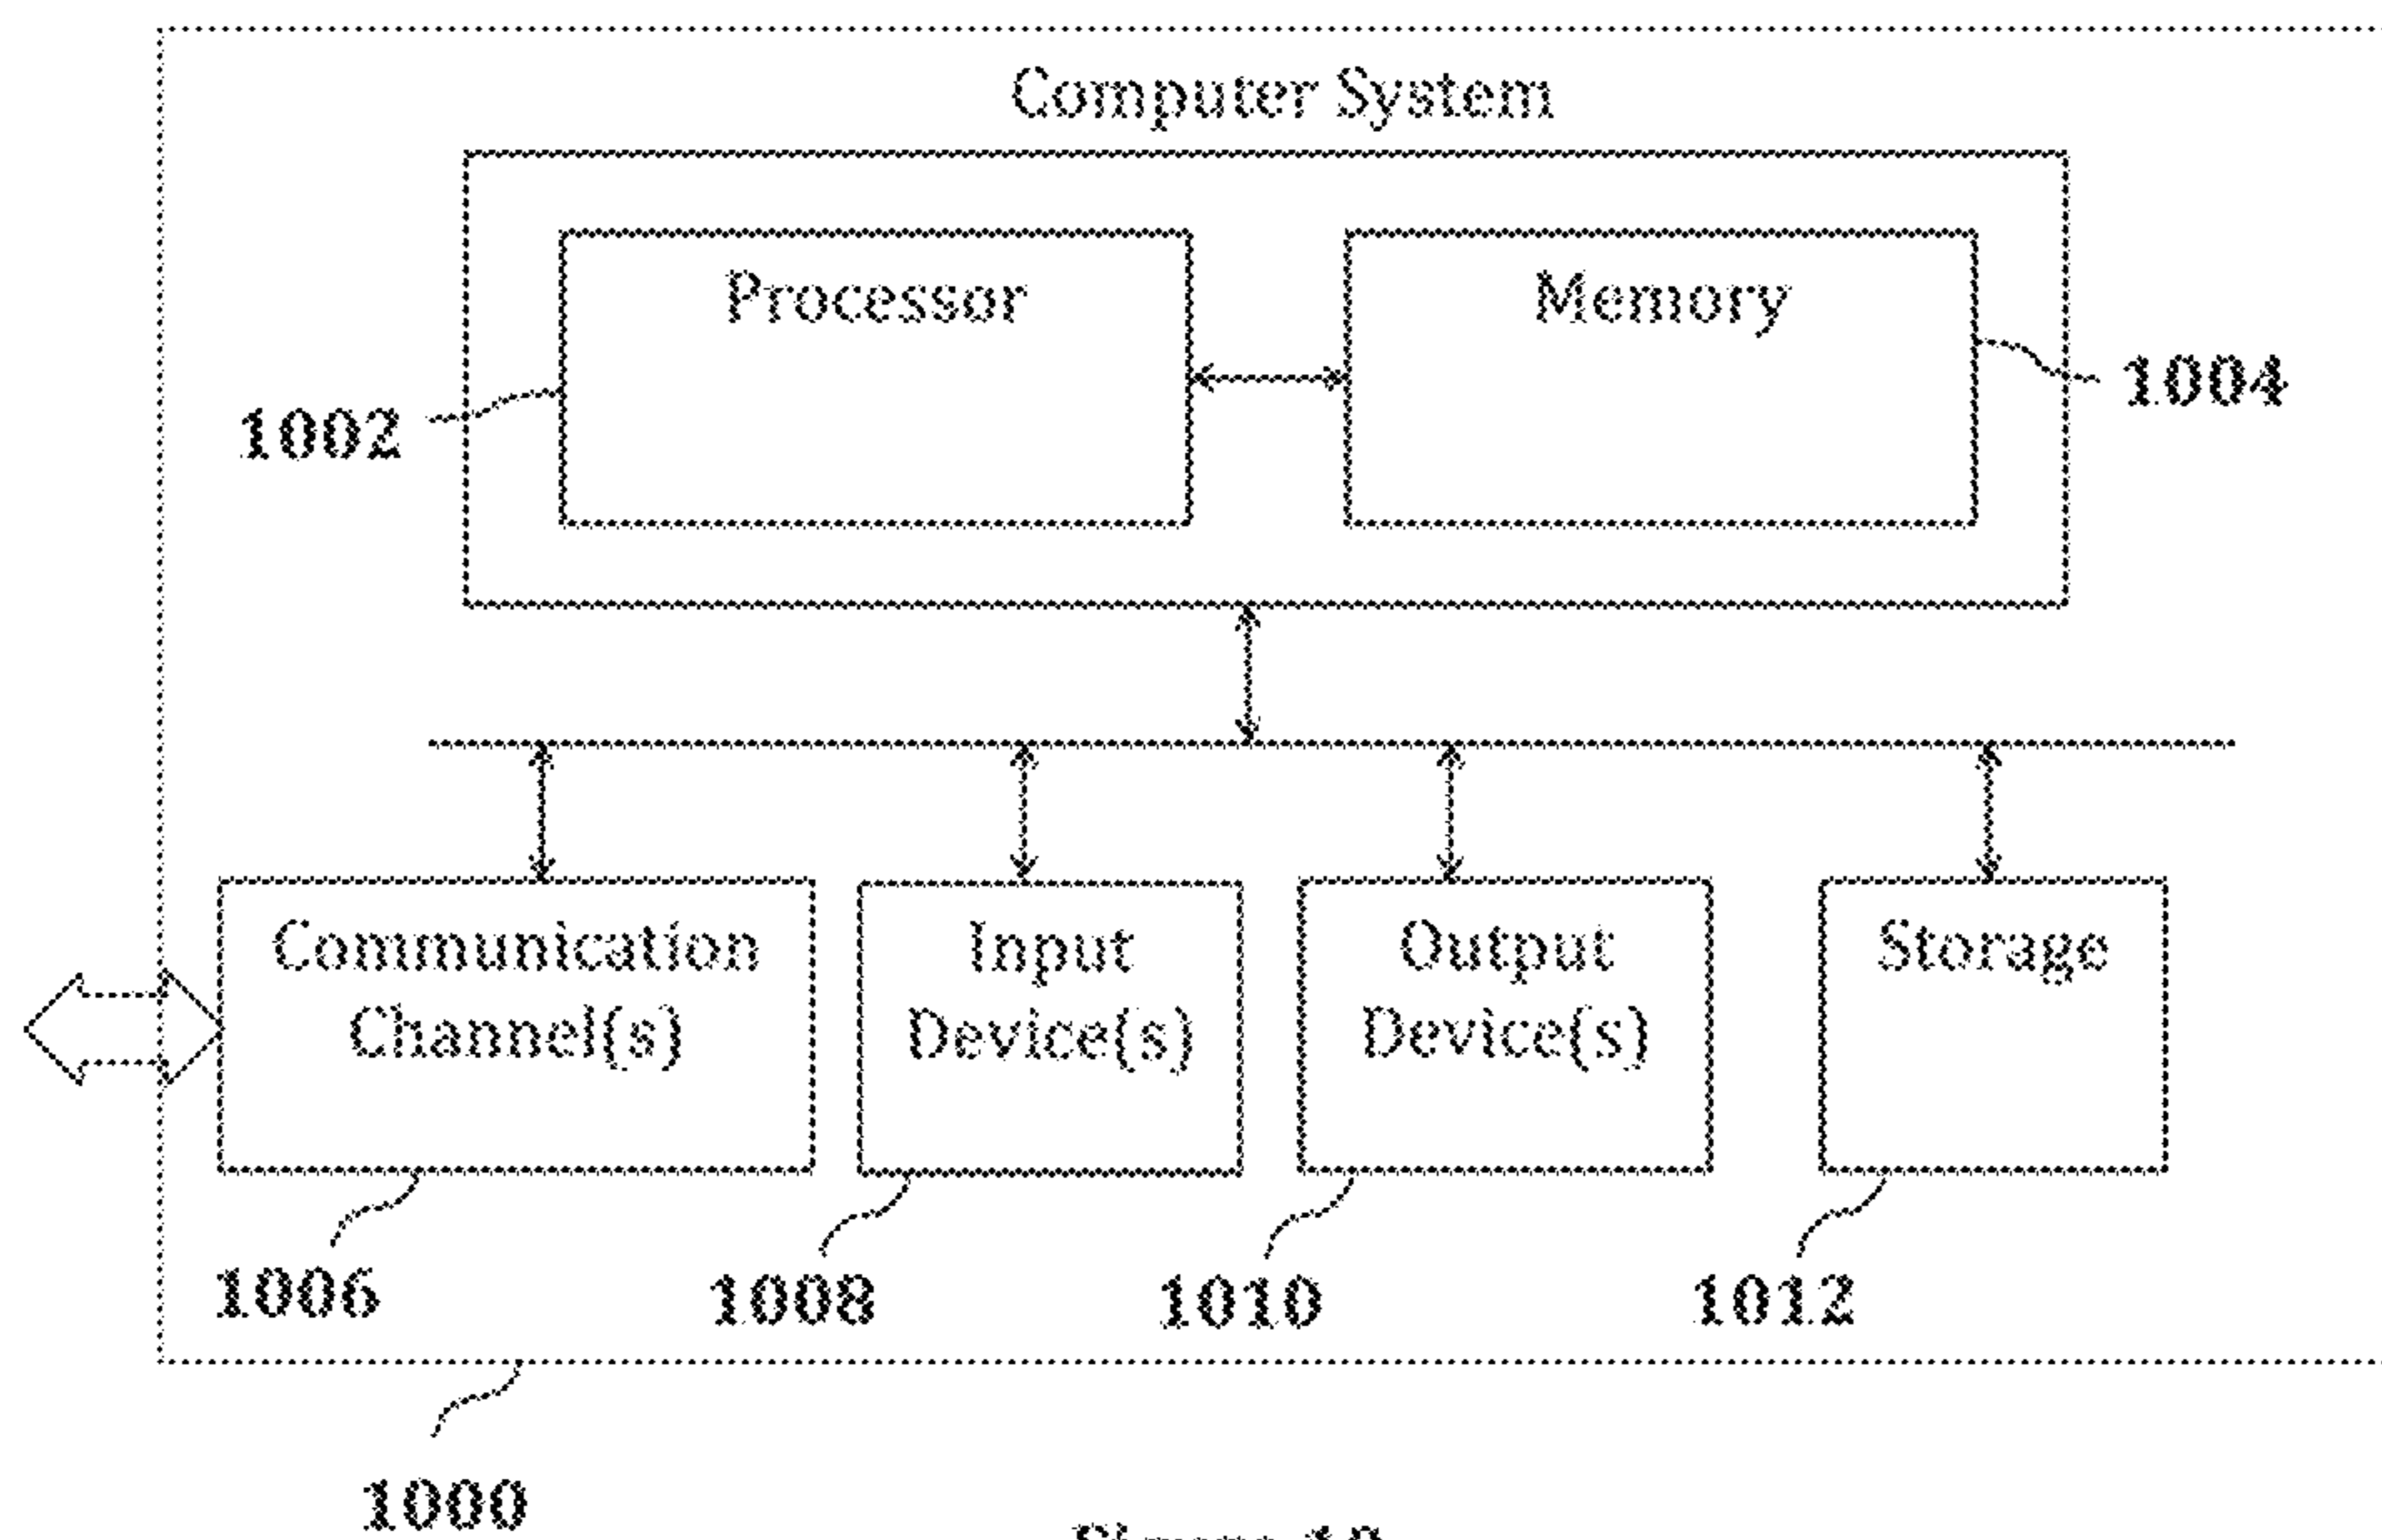 Computer System
Processor
Memory
1002
1004
Communication
Channel(s)
Input
Device(s)
Output
Device(s)
Storage
1006
1008
1010
1012
1000